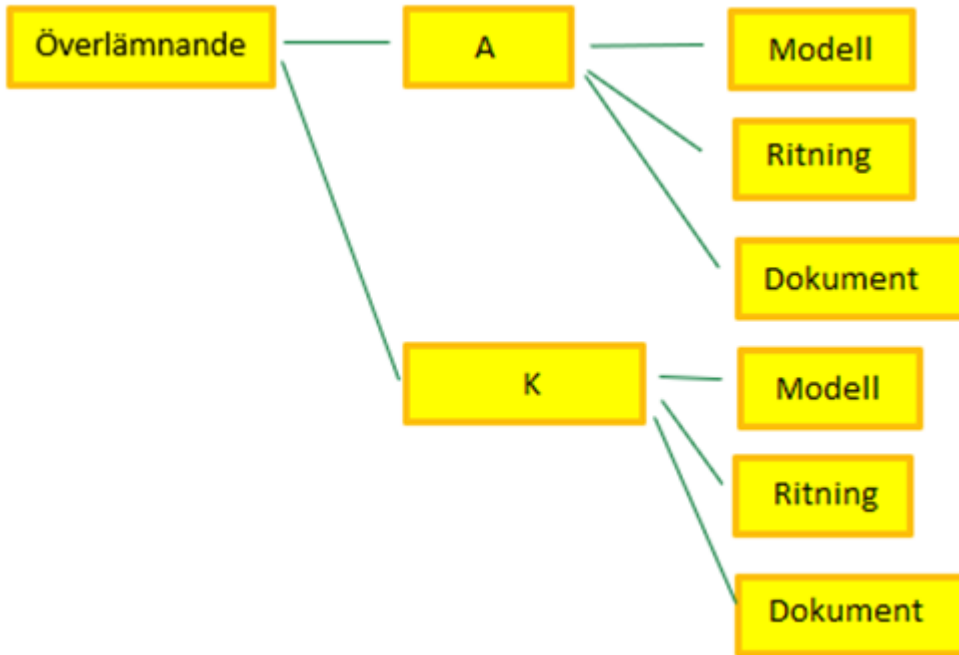 Överlämnande
A
Modell
Ritning
Dokument
K
Modell
Ritning
Dokument